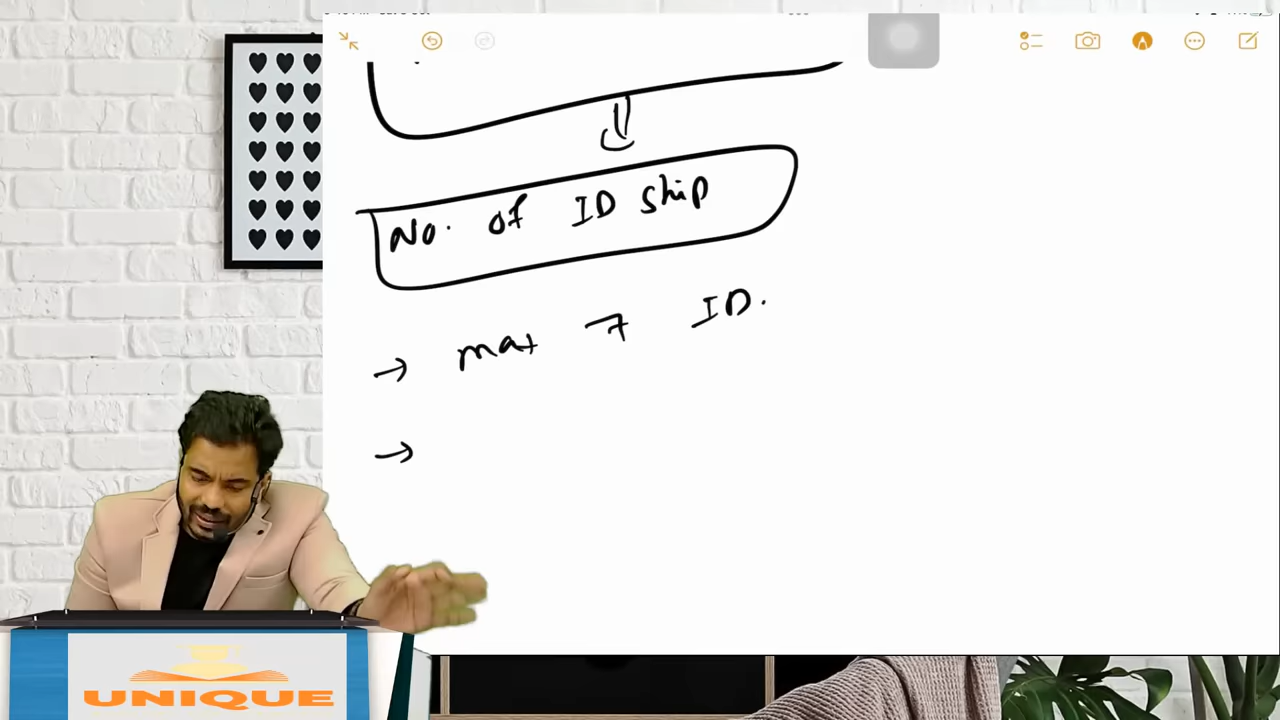 No. of ID ship
→ max 7 ID.
→
UNIQUE